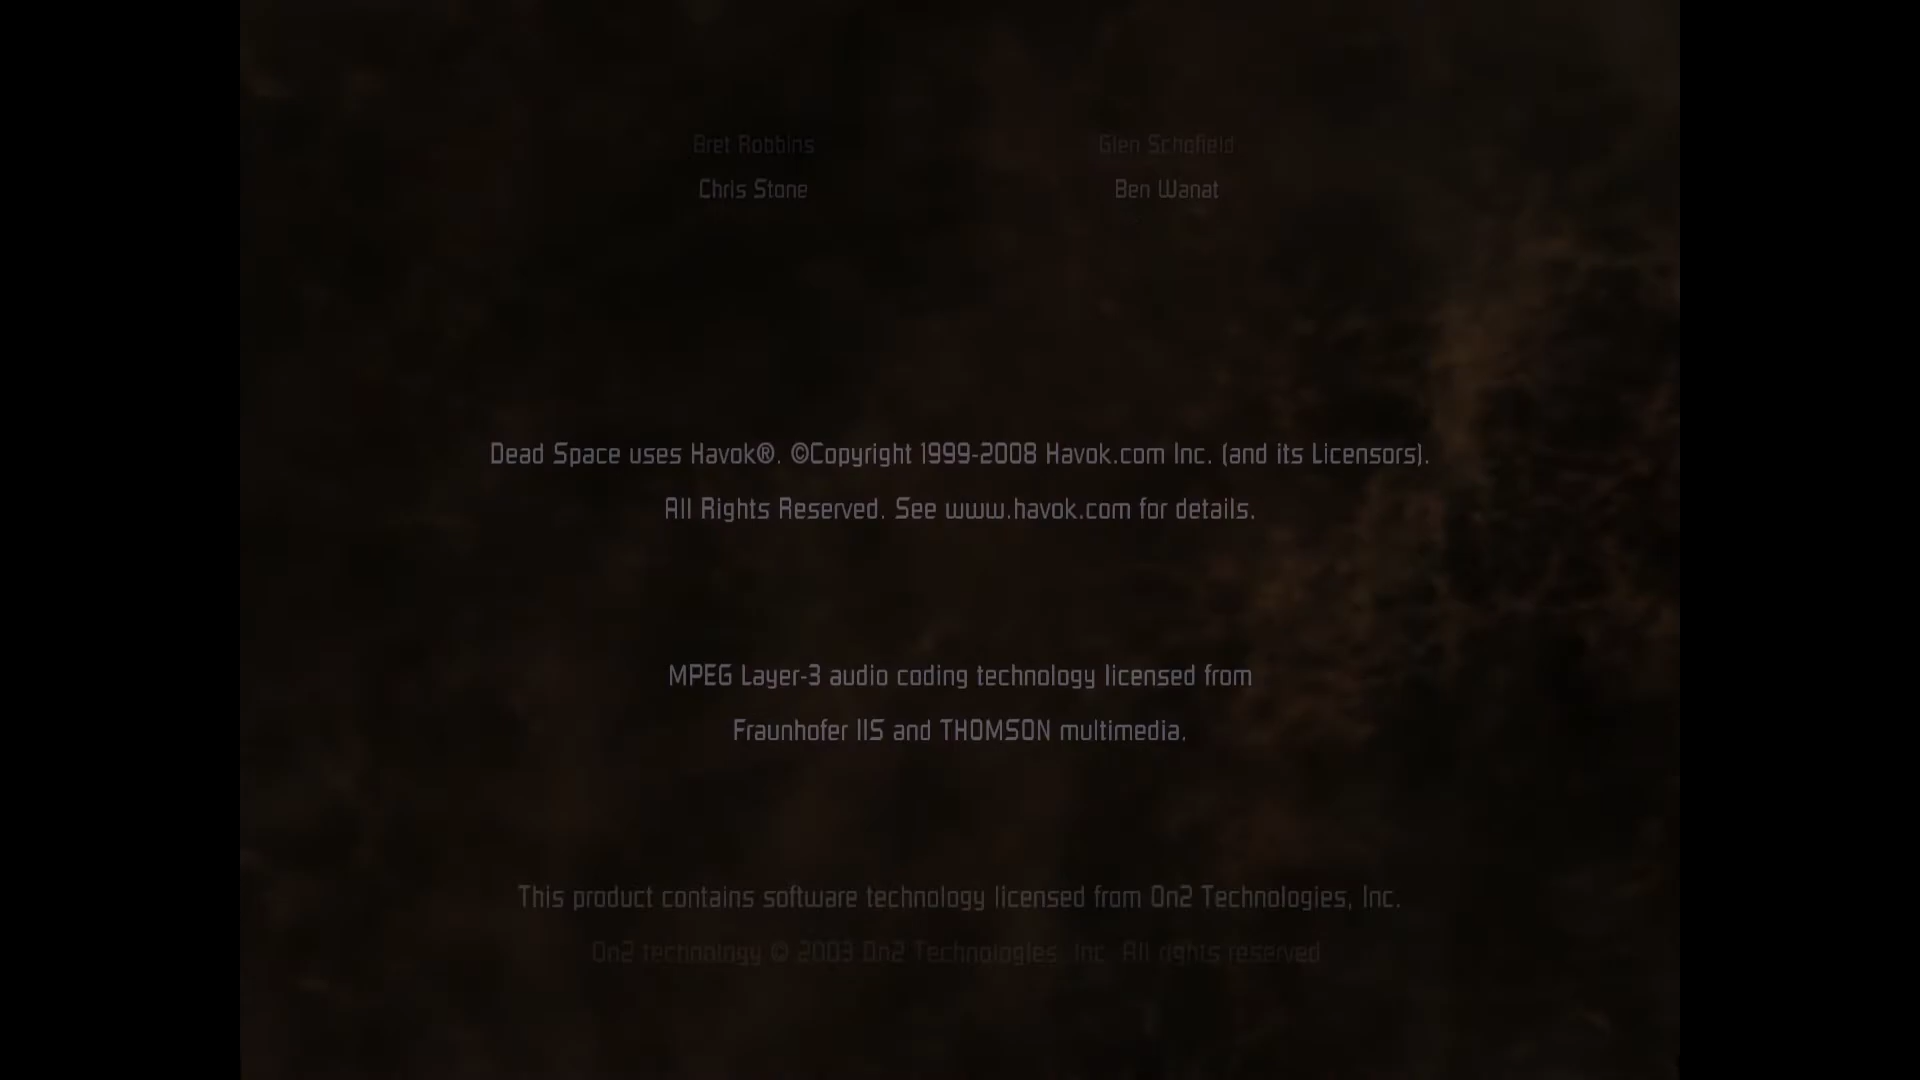 Bret Robbins Glen Schofield
Chris Stone Ben Wanat
Dead Space uses Havok®. ©Copyright 1999-2008 Havok.com Inc. (and its Licensors).
All Rights Reserved. See www.havok.com for details.
MPEG Layer-3 audio coding technology licensed from
Fraunhofer IIS and THOMSON multimedia.
This product contains software technology licensed from On2 Technologies, Inc.
On2 technology © 2003 On2 Technologies, Inc. All rights reserved